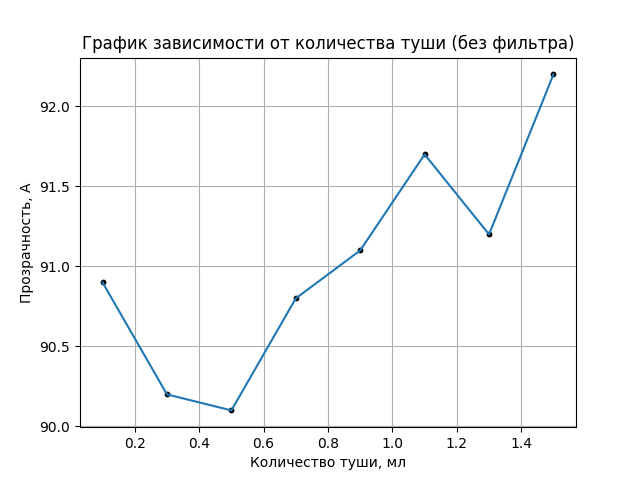 График зависимости от количества туши (без фильтра)
Прозрачность, А
92.0
91.5
91.0
90.5
90.0
0.2 0.4 0.6 0.8 1.0 1.2 1.4
Количество туши, мл